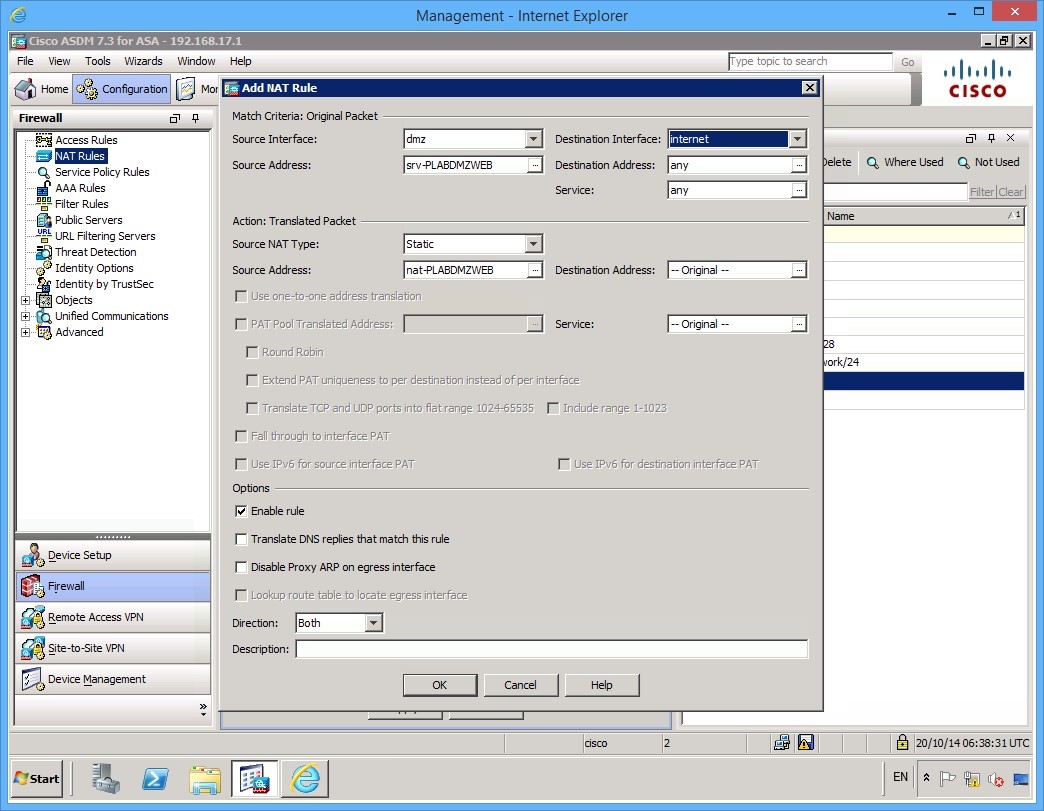 Management - Internet Explorer
Cisco ASDM 7.3 for ASA - 192.168.17.1
File View Tools Wizards Window Help
Type topic to search Go
CISCO
Home Configuration Mor
Firewall
Access Rules
NAT Rules
Service Policy Rules
AAA Rules
Filter Rules
Public Servers
URL URL Filtering Servers
Threat Detection
Identity Options
Identity by TrustSec
Objects
Unified Communications
Advanced
Device Setup
Firewall
Remote Access VPN
Site-to-Site VPN
Device Management
Add NAT Rule
Match Criteria: Original Packet
Source Interface: dmz Destination Interface: internet
Source Address: srv-PLABDMZWEB ... Destination Address: any ...
Service: any ...
Action: Translated Packet
Source NAT Type: Static
Source Address: nat-PLABDMZWEB ... Destination Address: -- Original -- ...
Use one-to-one address translation
PAT Pool Translated Address: ... Service: -- Original -- ...
Round Robin
Extend PAT uniqueness to per destination instead of per interface
Translate TCP and UDP ports into flat range 1024-65535 Include range 1-1023
Fall through to interface PAT
Use IPv6 for source interface PAT Use IPv6 for destination interface PAT
Options
Enable rule
Translate DNS replies that match this rule
Disable Proxy ARP on egress interface
Lookup route table to locate egress interface
Direction: Both
Description:
OK Cancel Help
Delete Where Used Not Used
Filter Clear
Name 1
28
work/24
cisco 2 20/10/14 06:38:31 UTC
Start EN